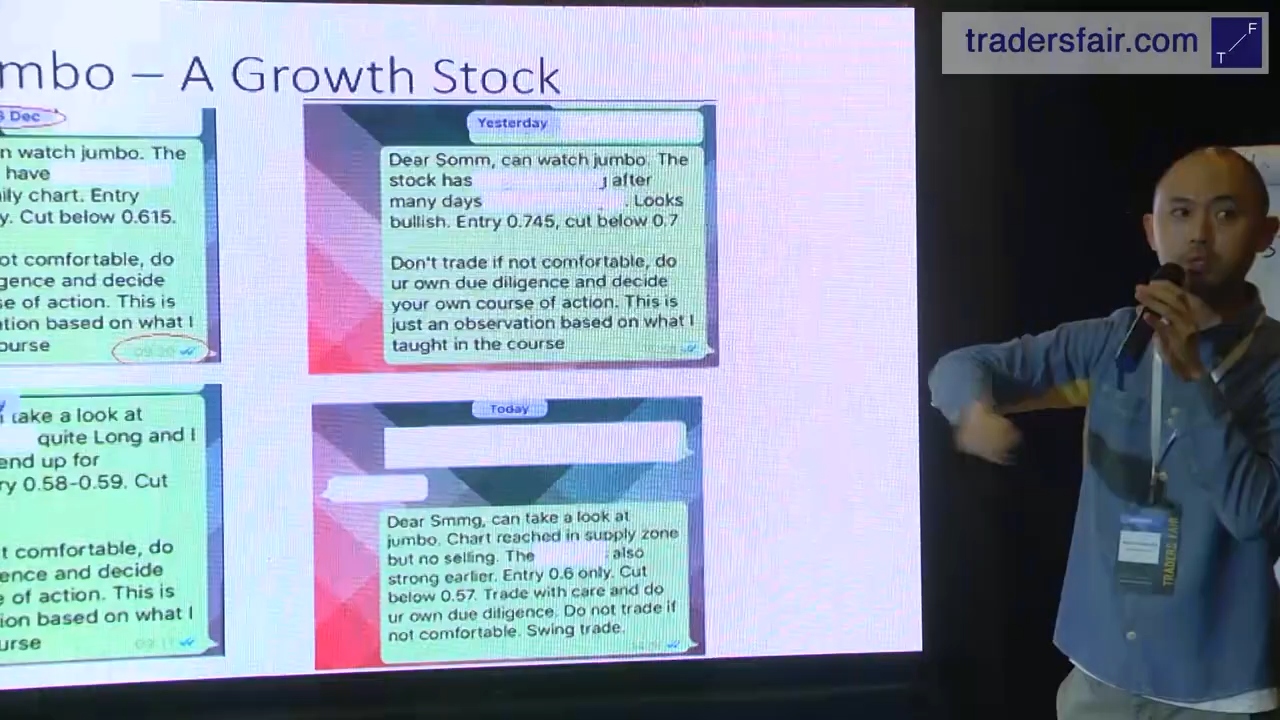 tradersfair.com
F
T
mbo – A Growth Stock
Dec
n watch jumbo. The
have
ily chart. Entry
y. Cut below 0.615.
ot comfortable, do
gence and decide
se of action. This is
ation based on what I
ourse
09:20
Yesterday
Dear Somm, can watch jumbo. The
stock has after
many days . Looks
bullish. Entry 0.745, cut below 0.7
Don't trade if not comfortable, do
ur own due diligence and decide
your own course of action. This is
just an observation based on what I
taught in the course
take a look at
quite Long and I
end up for
ry 0.58-0.59. Cut
t comfortable, do
ence and decide
e of action. This is
ion based on what I
urse
Today
Dear Smmg, can take a look at
jumbo. Chart reached in supply zone
but no selling. The also
strong earlier. Entry 0.6 only. Cut
below 0.57. Trade with care and do
ur own due diligence. Do not trade if
not comfortable. Swing trade.
TRADERS FAIR